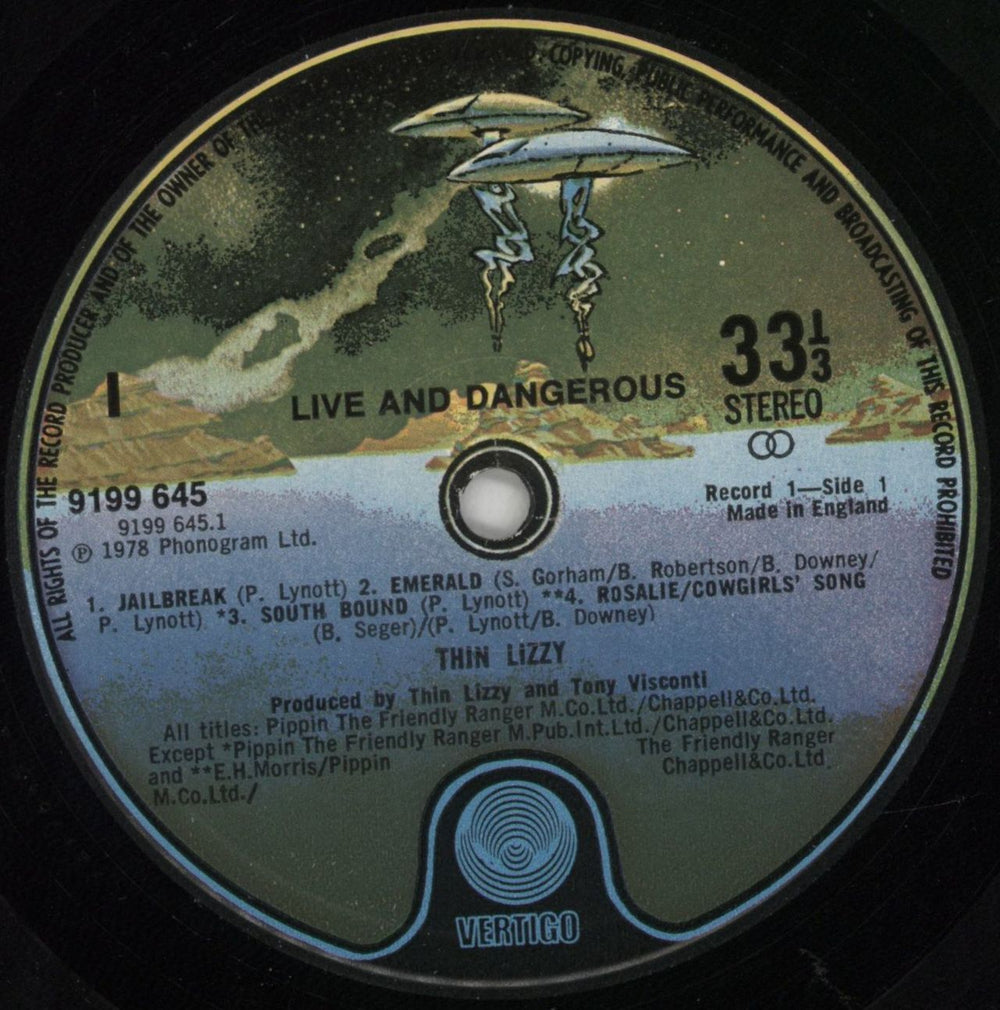 ALL RIGHTS OF THE RECORD PRODUCER AND OF THE OWNER OF THE
COPYING, PUBLIC PERFORMANCE AND BROADCASTING OF THIS RECORD PROHIBITED
I
LIVE AND DANGEROUS
33 1/3
STEREO
9199 645
9199 645.1
℗ 1978 Phonogram Ltd.
Record 1—Side 1
Made in England
1. JAILBREAK (P. Lynott) 2. EMERALD (S. Gorham/B. Robertson/B. Downey/
P. Lynott) *3. SOUTH BOUND (P. Lynott) **4. ROSALIE/COWGIRLS' SONG
(B. Seger)/(P. Lynott/B. Downey)
THIN LIZZY
Produced by Thin Lizzy and Tony Visconti
All titles: Pippin The Friendly Ranger M.Co.Ltd./Chappell&Co.Ltd.
Except *Pippin The Friendly Ranger M.Pub.Int.Ltd./Chappell&Co.Ltd.
and **E.H.Morris/Pippin The Friendly Ranger
M.Co.Ltd./ Chappell&Co.Ltd.
VERTIGO